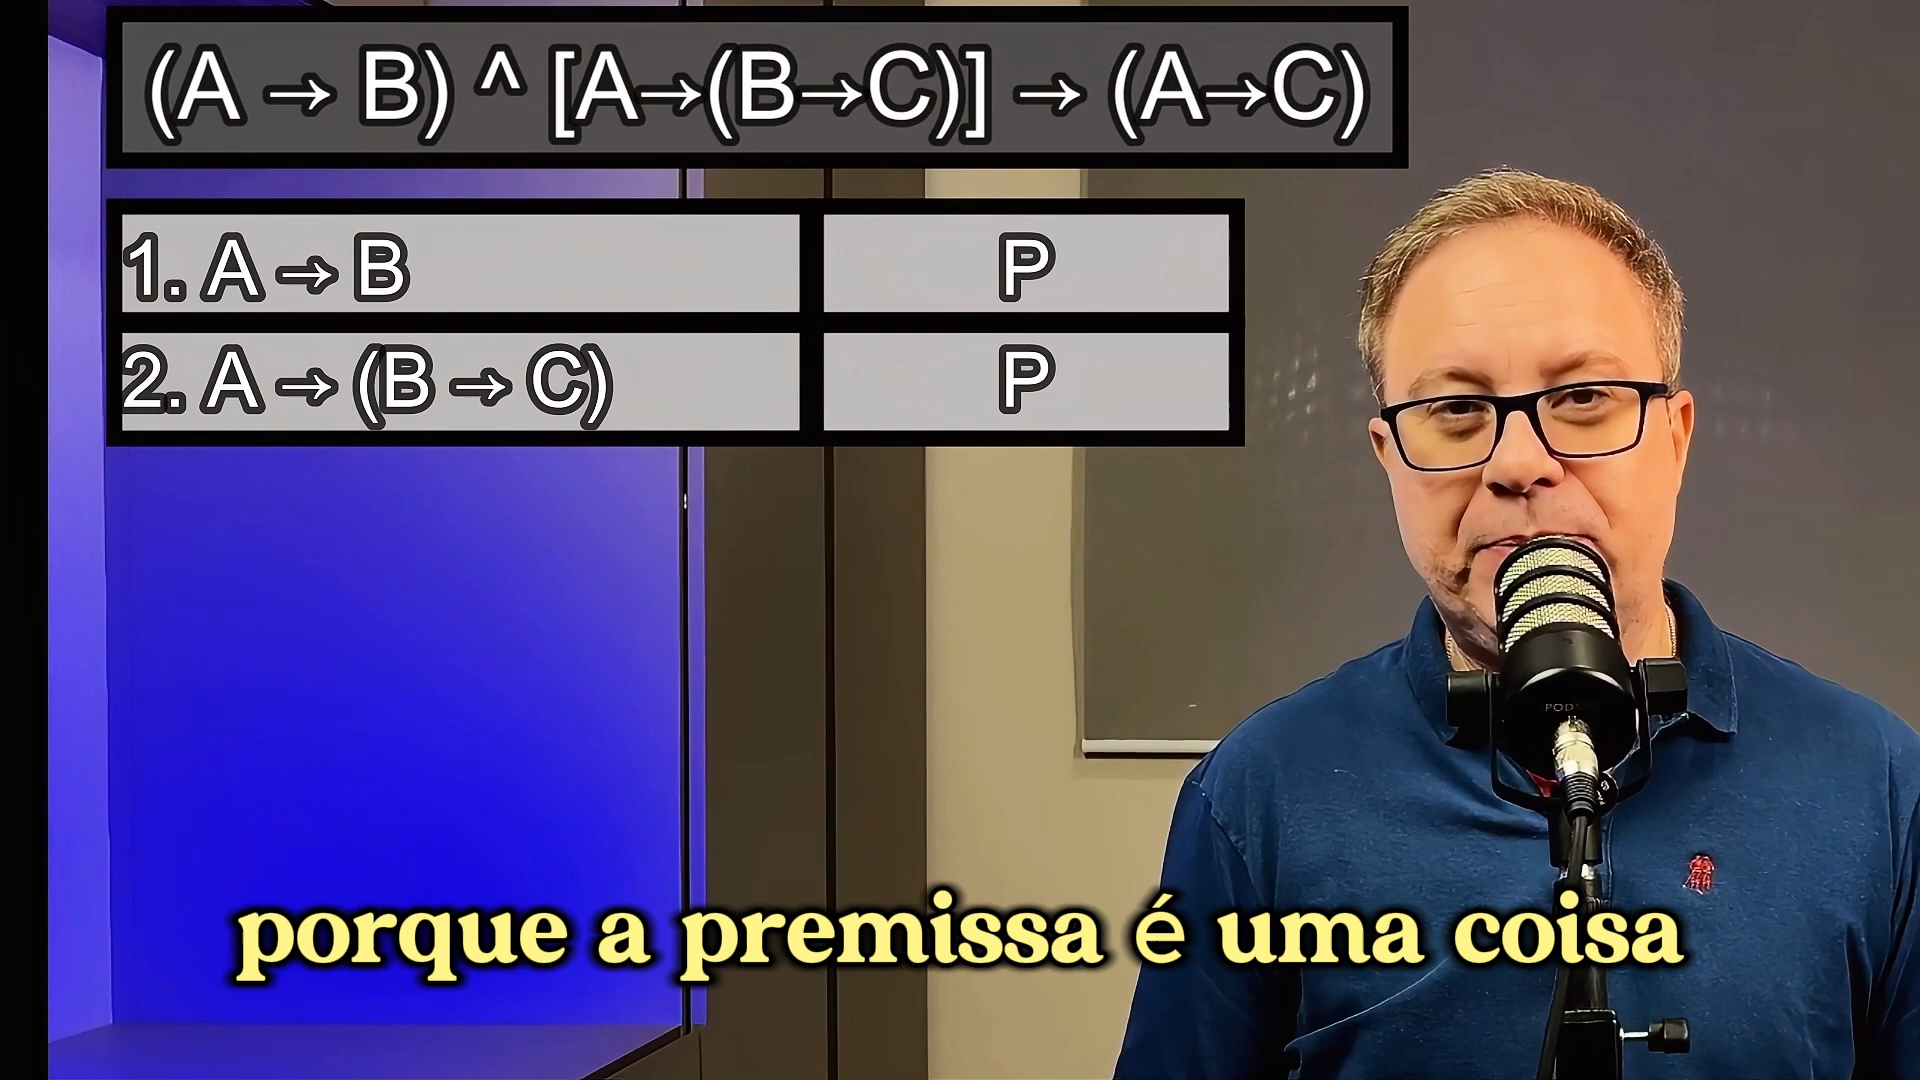 (A → B) ^ [A→(B→C)] → (A→C)
1. A → B P
2. A → (B → C) P
porque a premissa é uma coisa